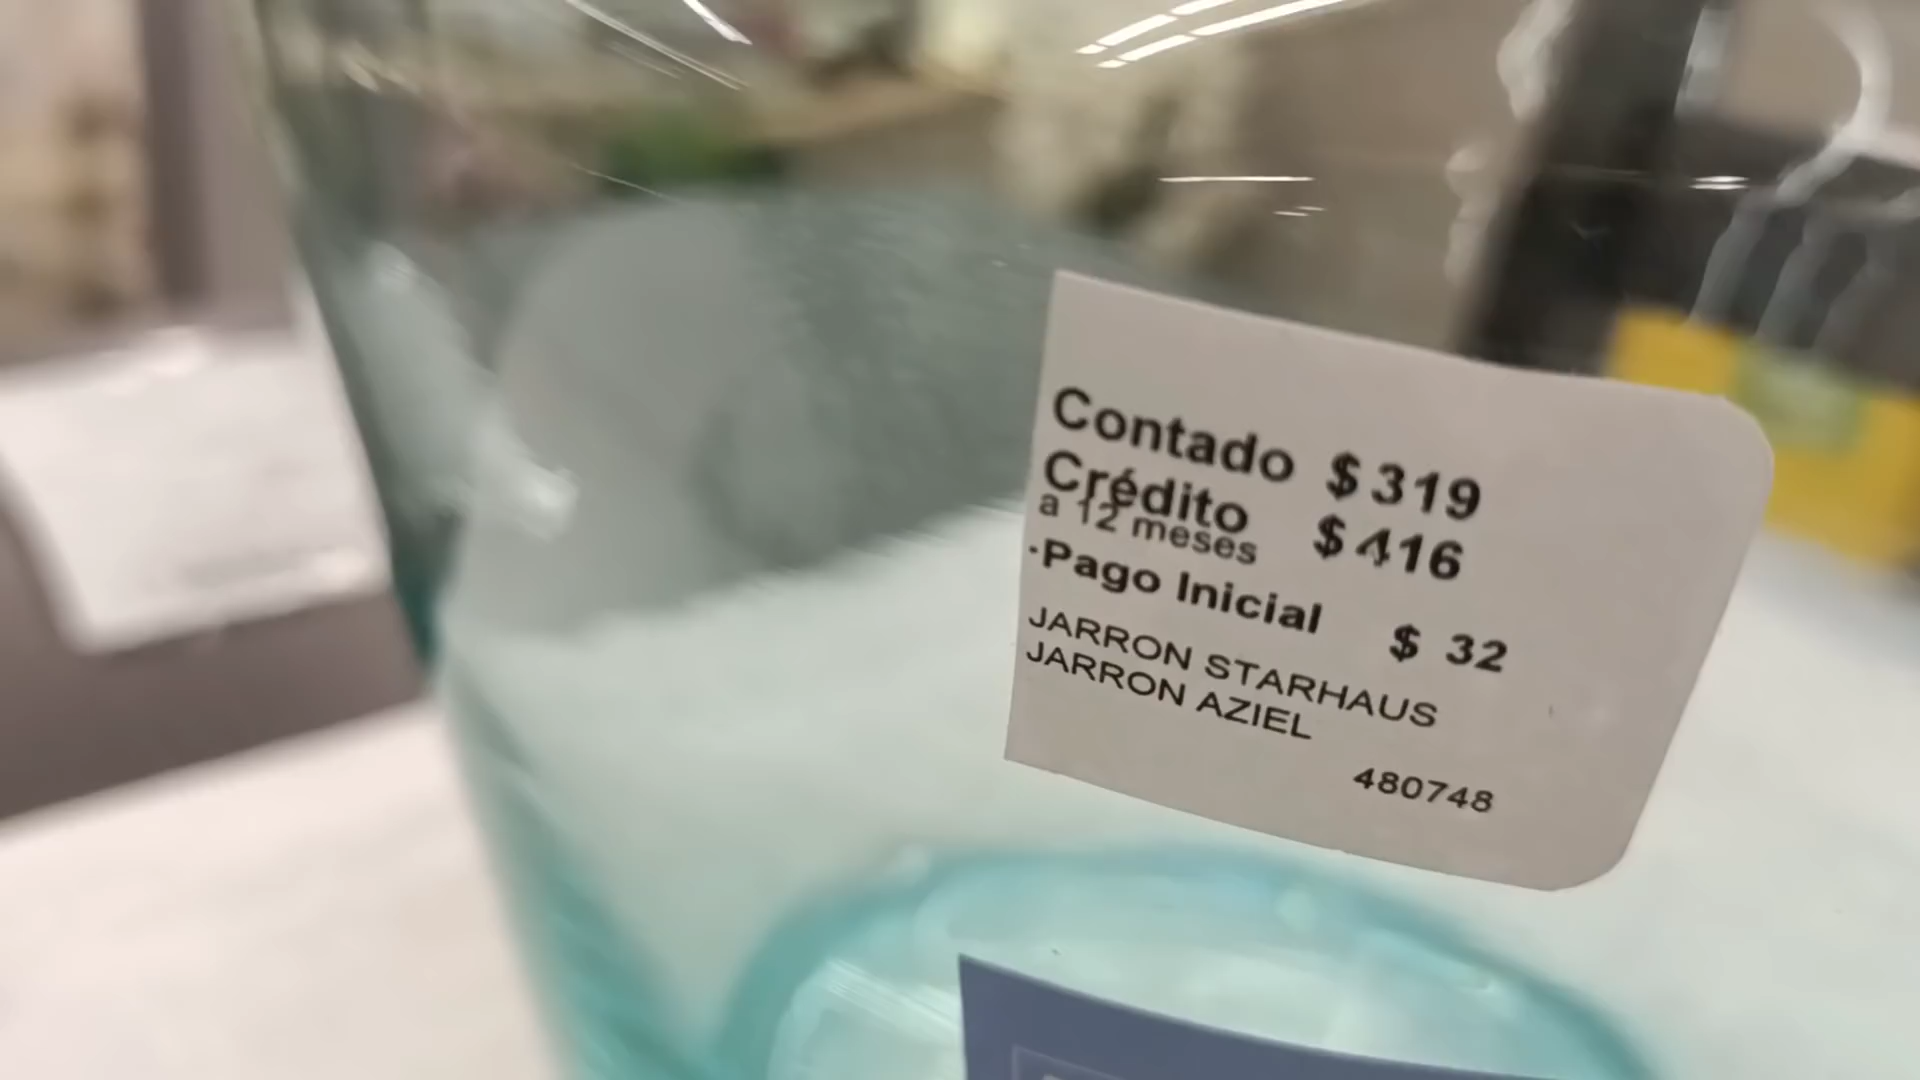 Contado $319
Crédito $416
a 12 meses
·Pago Inicial $ 32
JARRON STARHAUS
JARRON AZIEL
480748